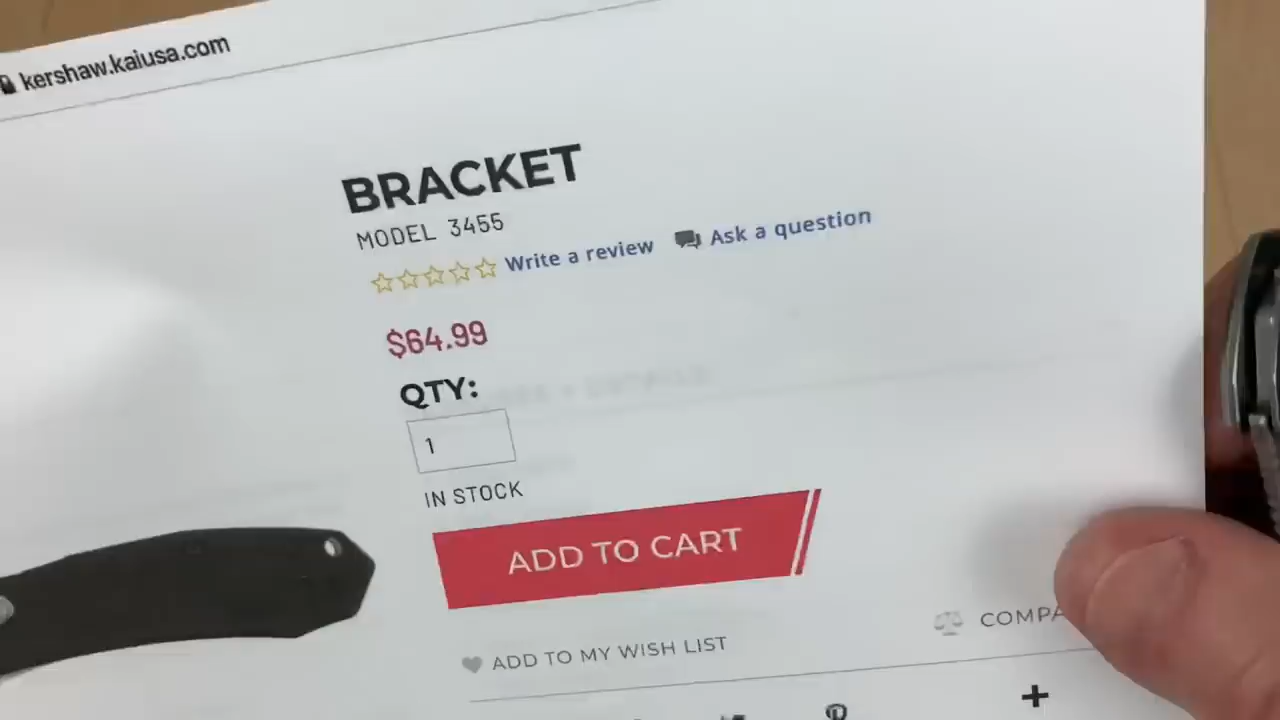 kershaw.kaiusa.com
BRACKET
MODEL 3455
Write a review Ask a question
$64.99
QTY:
1
IN STOCK
ADD TO CART
COMPA
ADD TO MY WISH LIST